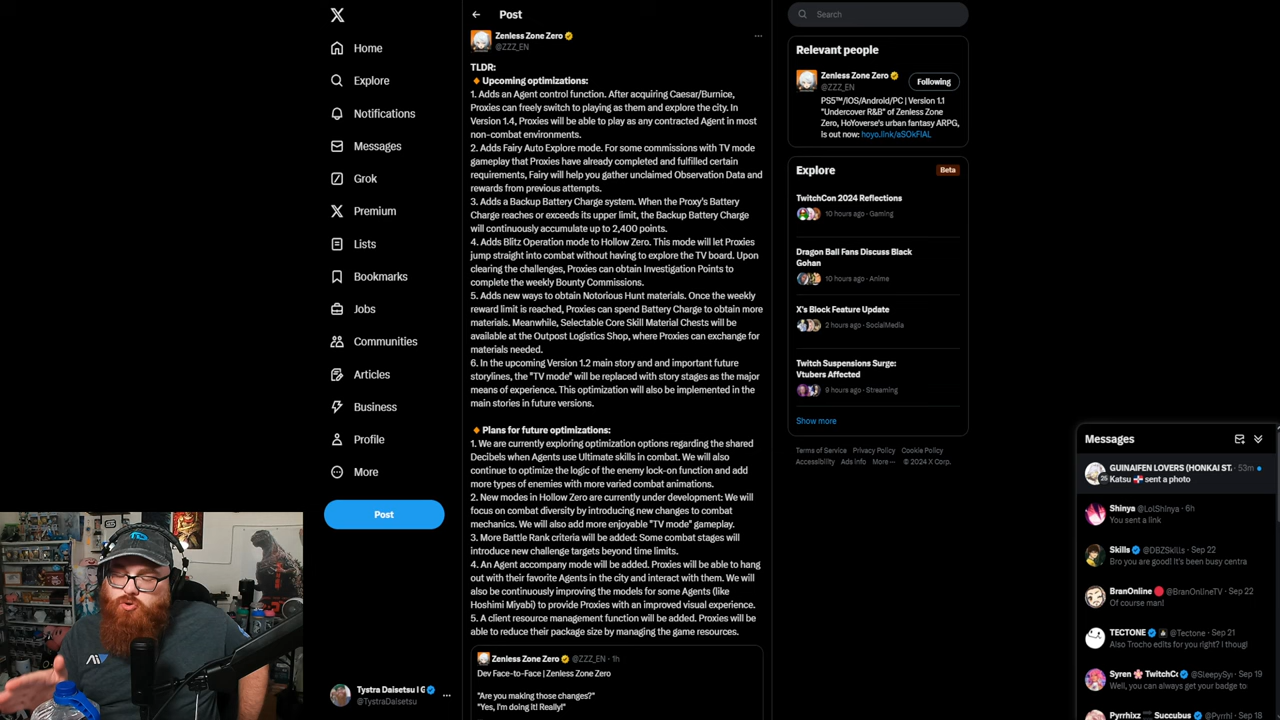 Home
Explore
Notifications
Messages
Grok
Premium
Lists
Bookmarks
Jobs
Communities
Articles
Business
Profile
More
Post
Tystra Daisetsu I G
@TystraDaisetsu
Post
Zenless Zone Zero
@ZZZ_EN
TLDR:
🔸Upcoming optimizations:
1. Adds an Agent control function. After acquiring Caesar/Burnice,
Proxies can freely switch to playing as them and explore the city. In
Version 1.4, Proxies will be able to play as any contracted Agent in most
non-combat environments.
2. Adds Fairy Auto Explore mode. For some commissions with TV mode
gameplay that Proxies have already completed and fulfilled certain
requirements, Fairy will help you gather unclaimed Observation Data and
rewards from previous attempts.
3. Adds a Backup Battery Charge system. When the Proxy's Battery
Charge reaches or exceeds its upper limit, the Backup Battery Charge
will continuously accumulate up to 2,400 points.
4. Adds Blitz Operation mode to Hollow Zero. This mode will let Proxies
jump straight into combat without having to explore the TV board. Upon
clearing the challenges, Proxies can obtain Investigation Points to
complete the weekly Bounty Commissions.
5. Adds new ways to obtain Notorious Hunt materials. Once the weekly
reward limit is reached, Proxies can spend Battery Charge to obtain more
materials. Meanwhile, Selectable Core Skill Material Chests will be
available at the Outpost Logistics Shop, where Proxies can exchange for
materials needed.
6. In the upcoming Version 1.2 main story and and important future
storylines, the "TV mode" will be replaced with story stages as the major
means of experience. This optimization will also be implemented in the
main stories in future versions.
🔸Plans for future optimizations:
1. We are currently exploring optimization options regarding the shared
Decibels when Agents use Ultimate skills in combat. We will also
continue to optimize the logic of the enemy lock-on function and add
more types of enemies with more varied combat animations.
2. New modes in Hollow Zero are currently under development: We will
focus on combat diversity by introducing new changes to combat
mechanics. We will also add more enjoyable "TV mode" gameplay.
3. More Battle Rank criteria will be added: Some combat stages will
introduce new challenge targets beyond time limits.
4. An Agent accompany mode will be added. Proxies will be able to hang
out with their favorite Agents in the city and interact with them. We will
also be continuously improving the models for some Agents (like
Hoshimi Miyabi) to provide Proxies with an improved visual experience.
5. A client resource management function will be added. Proxies will be
able to reduce their package size by managing the game resources.
Zenless Zone Zero @ZZZ_EN · 1h
Dev Face-to-Face | Zenless Zone Zero
"Are you making those changes?"
"Yes, I'm doing it! Really!"
Search
Relevant people
Zenless Zone Zero
@ZZZ_EN
Following
PS5™/iOS/Android/PC | Version 1.1
"Undercover R&B" of Zenless Zone
Zero, HoYoverse's urban fantasy ARPG,
is out now: hoyo.link/aSOkFIAL
Explore
Beta
TwitchCon 2024 Reflections
10 hours ago · Gaming
Dragon Ball Fans Discuss Black
Gohan
10 hours ago · Anime
X's Block Feature Update
2 hours ago · SocialMedia
Twitch Suspensions Surge:
Vtubers Affected
9 hours ago · Streaming
Show more
Terms of Service Privacy Policy Cookie Policy
Accessibility Ads info More ··· © 2024 X Corp.
Messages
GUINAIFEN LOVERS (HONKAI ST. · 53m
Katsu 🇩🇴 sent a photo
Shinya @LolShinya · 6h
You sent a link
Skills @DBZSkills · Sep 22
Bro you are good! It's been busy centra
BranOnline @BranOnlineTV · Sep 22
Of course man!
TECTONE @Tectone · Sep 21
Also Trocho edits for you right? I thougl
Syren TwitchCo @SleepySy · Sep 19
Well, you can always get your badge to
Pyrrhixz Succubus @Pyrrhl · Sep 18